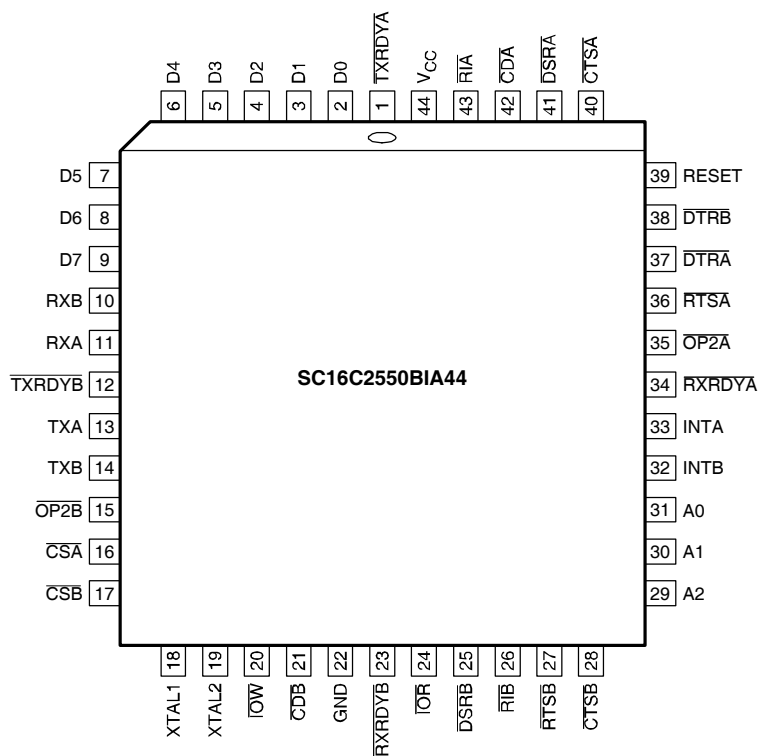 D4 D3 D2 D1 D0 TXRDYA VCC RIA CDA DSRA CTSA
6 5 4 3 2 1 44 43 42 41 40
D5 7
D6 8
D7 9
RXB 10
RXA 11
TXRDYB 12
TXA 13
TXB 14
OP2B 15
CSA 16
CSB 17
SC16C2550BIA44
39 RESET
38 DTRB
37 DTRA
36 RTSA
35 OP2A
34 RXRDYA
33 INTA
32 INTB
31 A0
30 A1
29 A2
18 19 20 21 22 23 24 25 26 27 28
XTAL1 XTAL2 IOW CDB GND RXRDYB IOR DSRB RIB RTSB CTSB